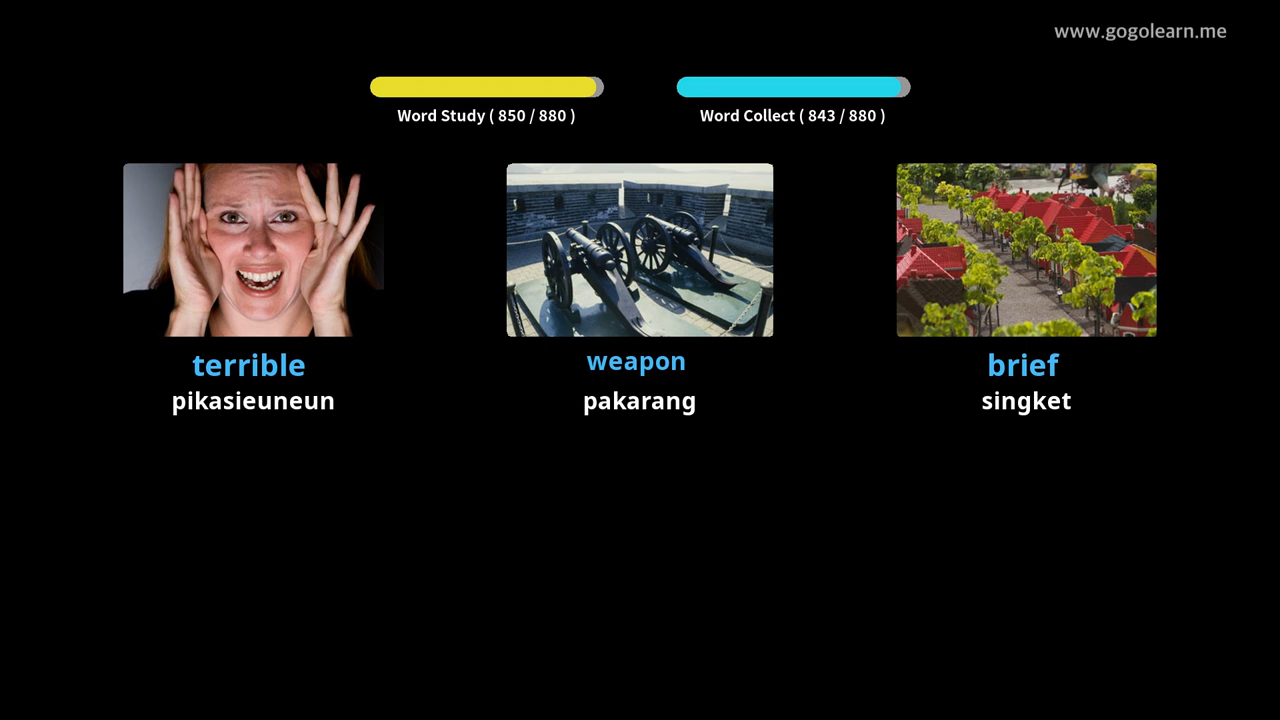 www.gogolearn.me
Word Study ( 850 / 880 )
Word Collect ( 843 / 880 )
terrible
pikasieuneun
weapon
pakarang
brief
singket